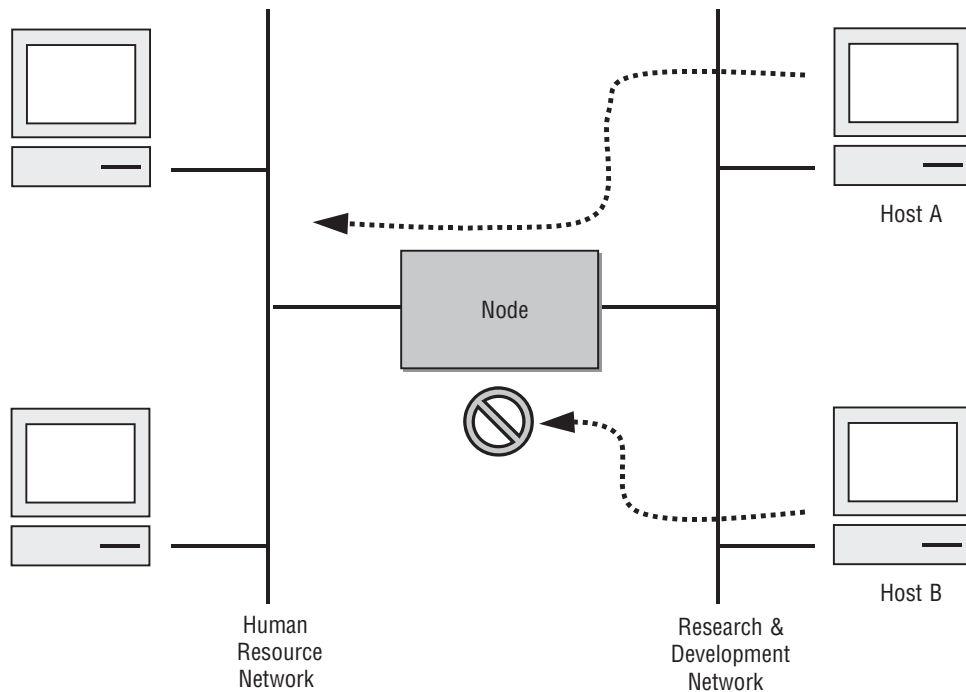 Host A
Node
Host B
Human
Resource
Network
Research &
Development
Network